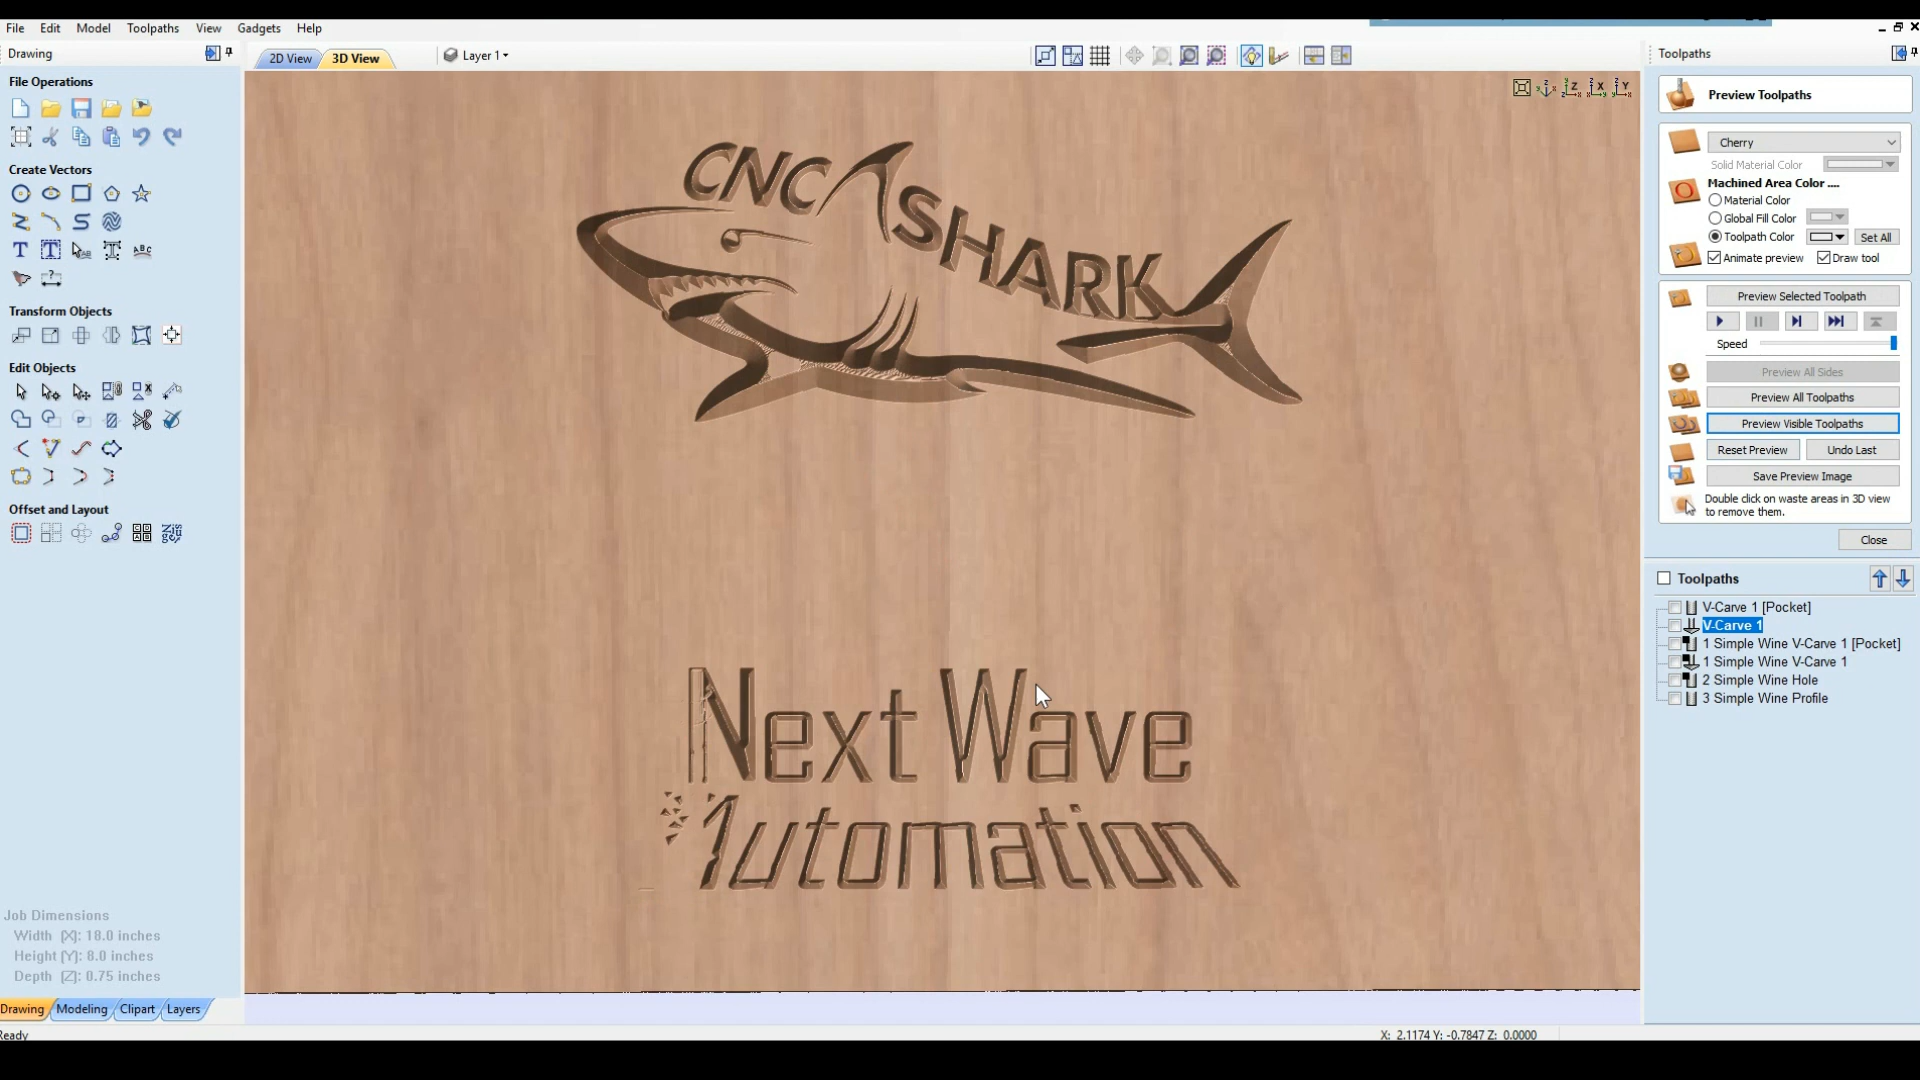 File Edit Model Toolpaths View Gadgets Help
Drawing
2D View 3D View Layer 1
Toolpaths
File Operations
Create Vectors
Transform Objects
Edit Objects
Offset and Layout
Job Dimensions
Width (X): 18.0 inches
Height (Y): 8.0 inches
Depth (Z): 0.75 inches
Drawing Modeling Clipart Layers
Ready
CNC SHARK
Next Wave
Automation
X: 2.1174 Y: -0.7847 Z: 0.0000
Preview Toolpaths
Cherry
Solid Material Color
Machined Area Color ....
Material Color
Global Fill Color
Toolpath Color Set All
Animate preview Draw tool
Preview Selected Toolpath
Speed
Preview All Sides
Preview All Toolpaths
Preview Visible Toolpaths
Reset Preview Undo Last
Save Preview Image
Double click on waste areas in 3D view
to remove them.
Close
Toolpaths
V-Carve 1 [Pocket]
V-Carve 1
1 Simple Wine V-Carve 1 [Pocket]
1 Simple Wine V-Carve 1
2 Simple Wine Hole
3 Simple Wine Profile